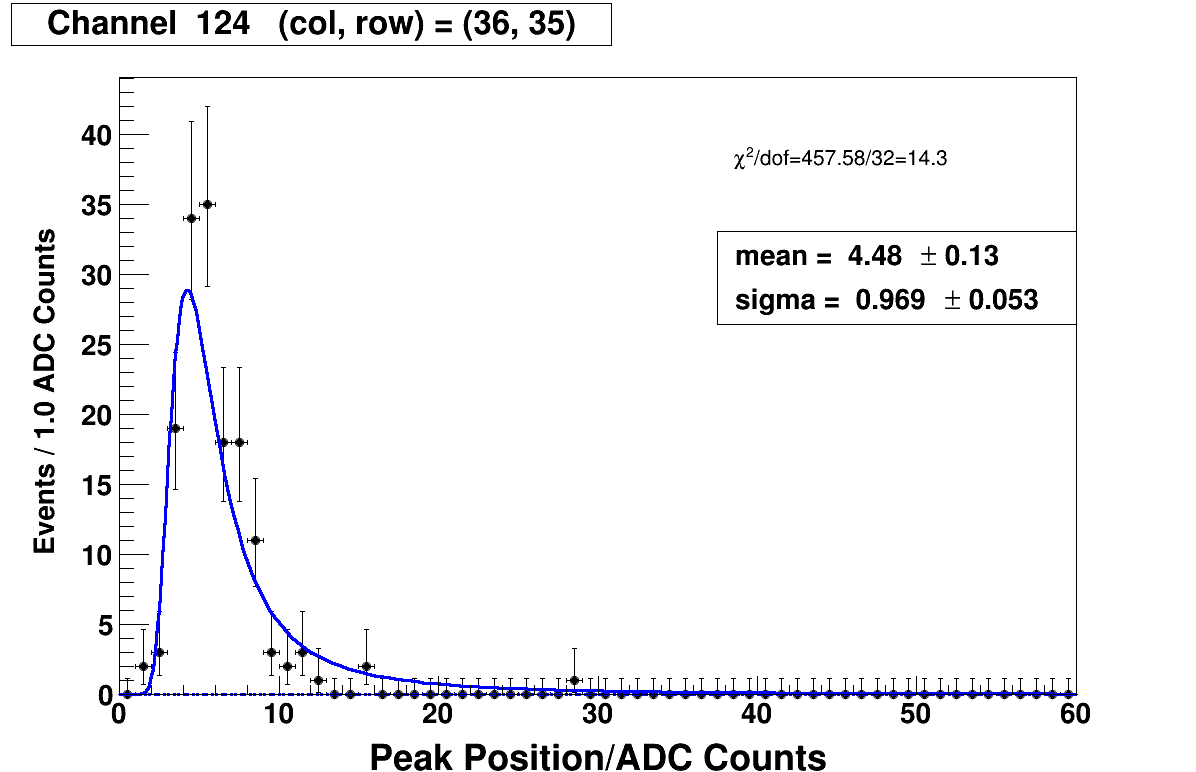 Channel 124 (col, row) = (36, 35)
χ²/dof=457.58/32=14.3
mean = 4.48 ± 0.13
sigma = 0.969 ± 0.053
Events / 1.0 ADC Counts
40
35
30
25
20
15
10
5
0
0 10 20 30 40 50 60
Peak Position/ADC Counts